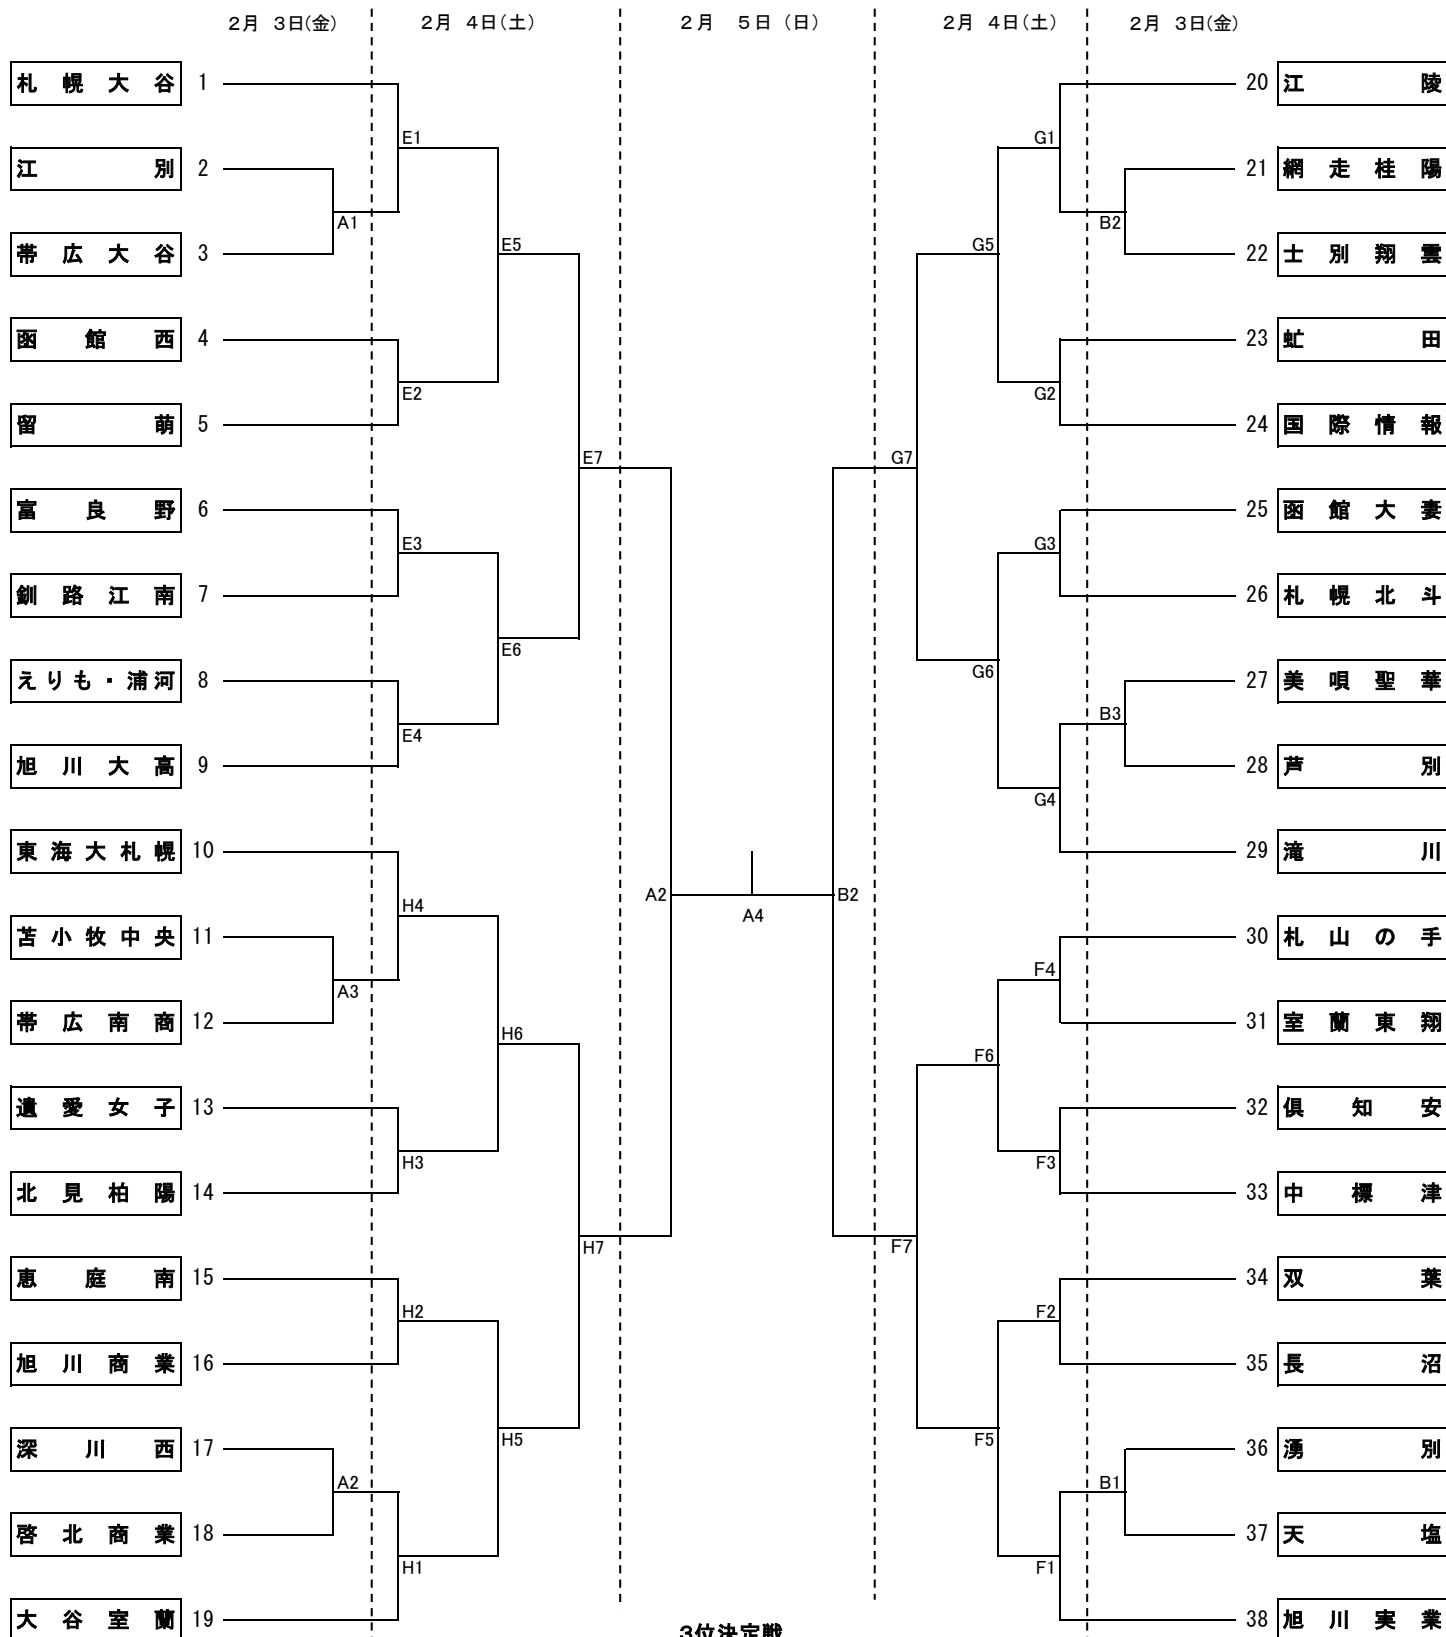 2月 3日(金) 2月 4日(土) 2月 5日(日) 2月 4日(土) 2月 3日(金)
札幌大谷 1 20 江陵
E1 G1
江別 2 21 網走桂陽
A1 B2
帯広大谷 3 E5 G5 22 士別翔雲
函館西 4 23 虻田
E2 G2
留萌 5 24 国際情報
E7 G7
富良野 6 25 函館大妻
E3 G3
釧路江南 7 26 札幌北斗
E6 G6
えりも・浦河 8 27 美唄聖華
E4 B3
旭川大高 9 28 芦別
G4
東海大札幌 10 29 滝川
A2 A4 B2
H4
苫小牧中央 11 30 札山の手
A3 F4
帯広南商 12 31 室蘭東翔
H6 F6
遺愛女子 13 32 倶知安
H3 F3
北見柏陽 14 33 中標津
H7 F7
恵庭南 15 34 双葉
H2 F2
旭川商業 16 35 長沼
H5 F5
深川西 17 36 湧別
A2 B1
啓北商業 18 37 天塩
H1 F1
大谷室蘭 19 38 旭川実業
3位決定戦